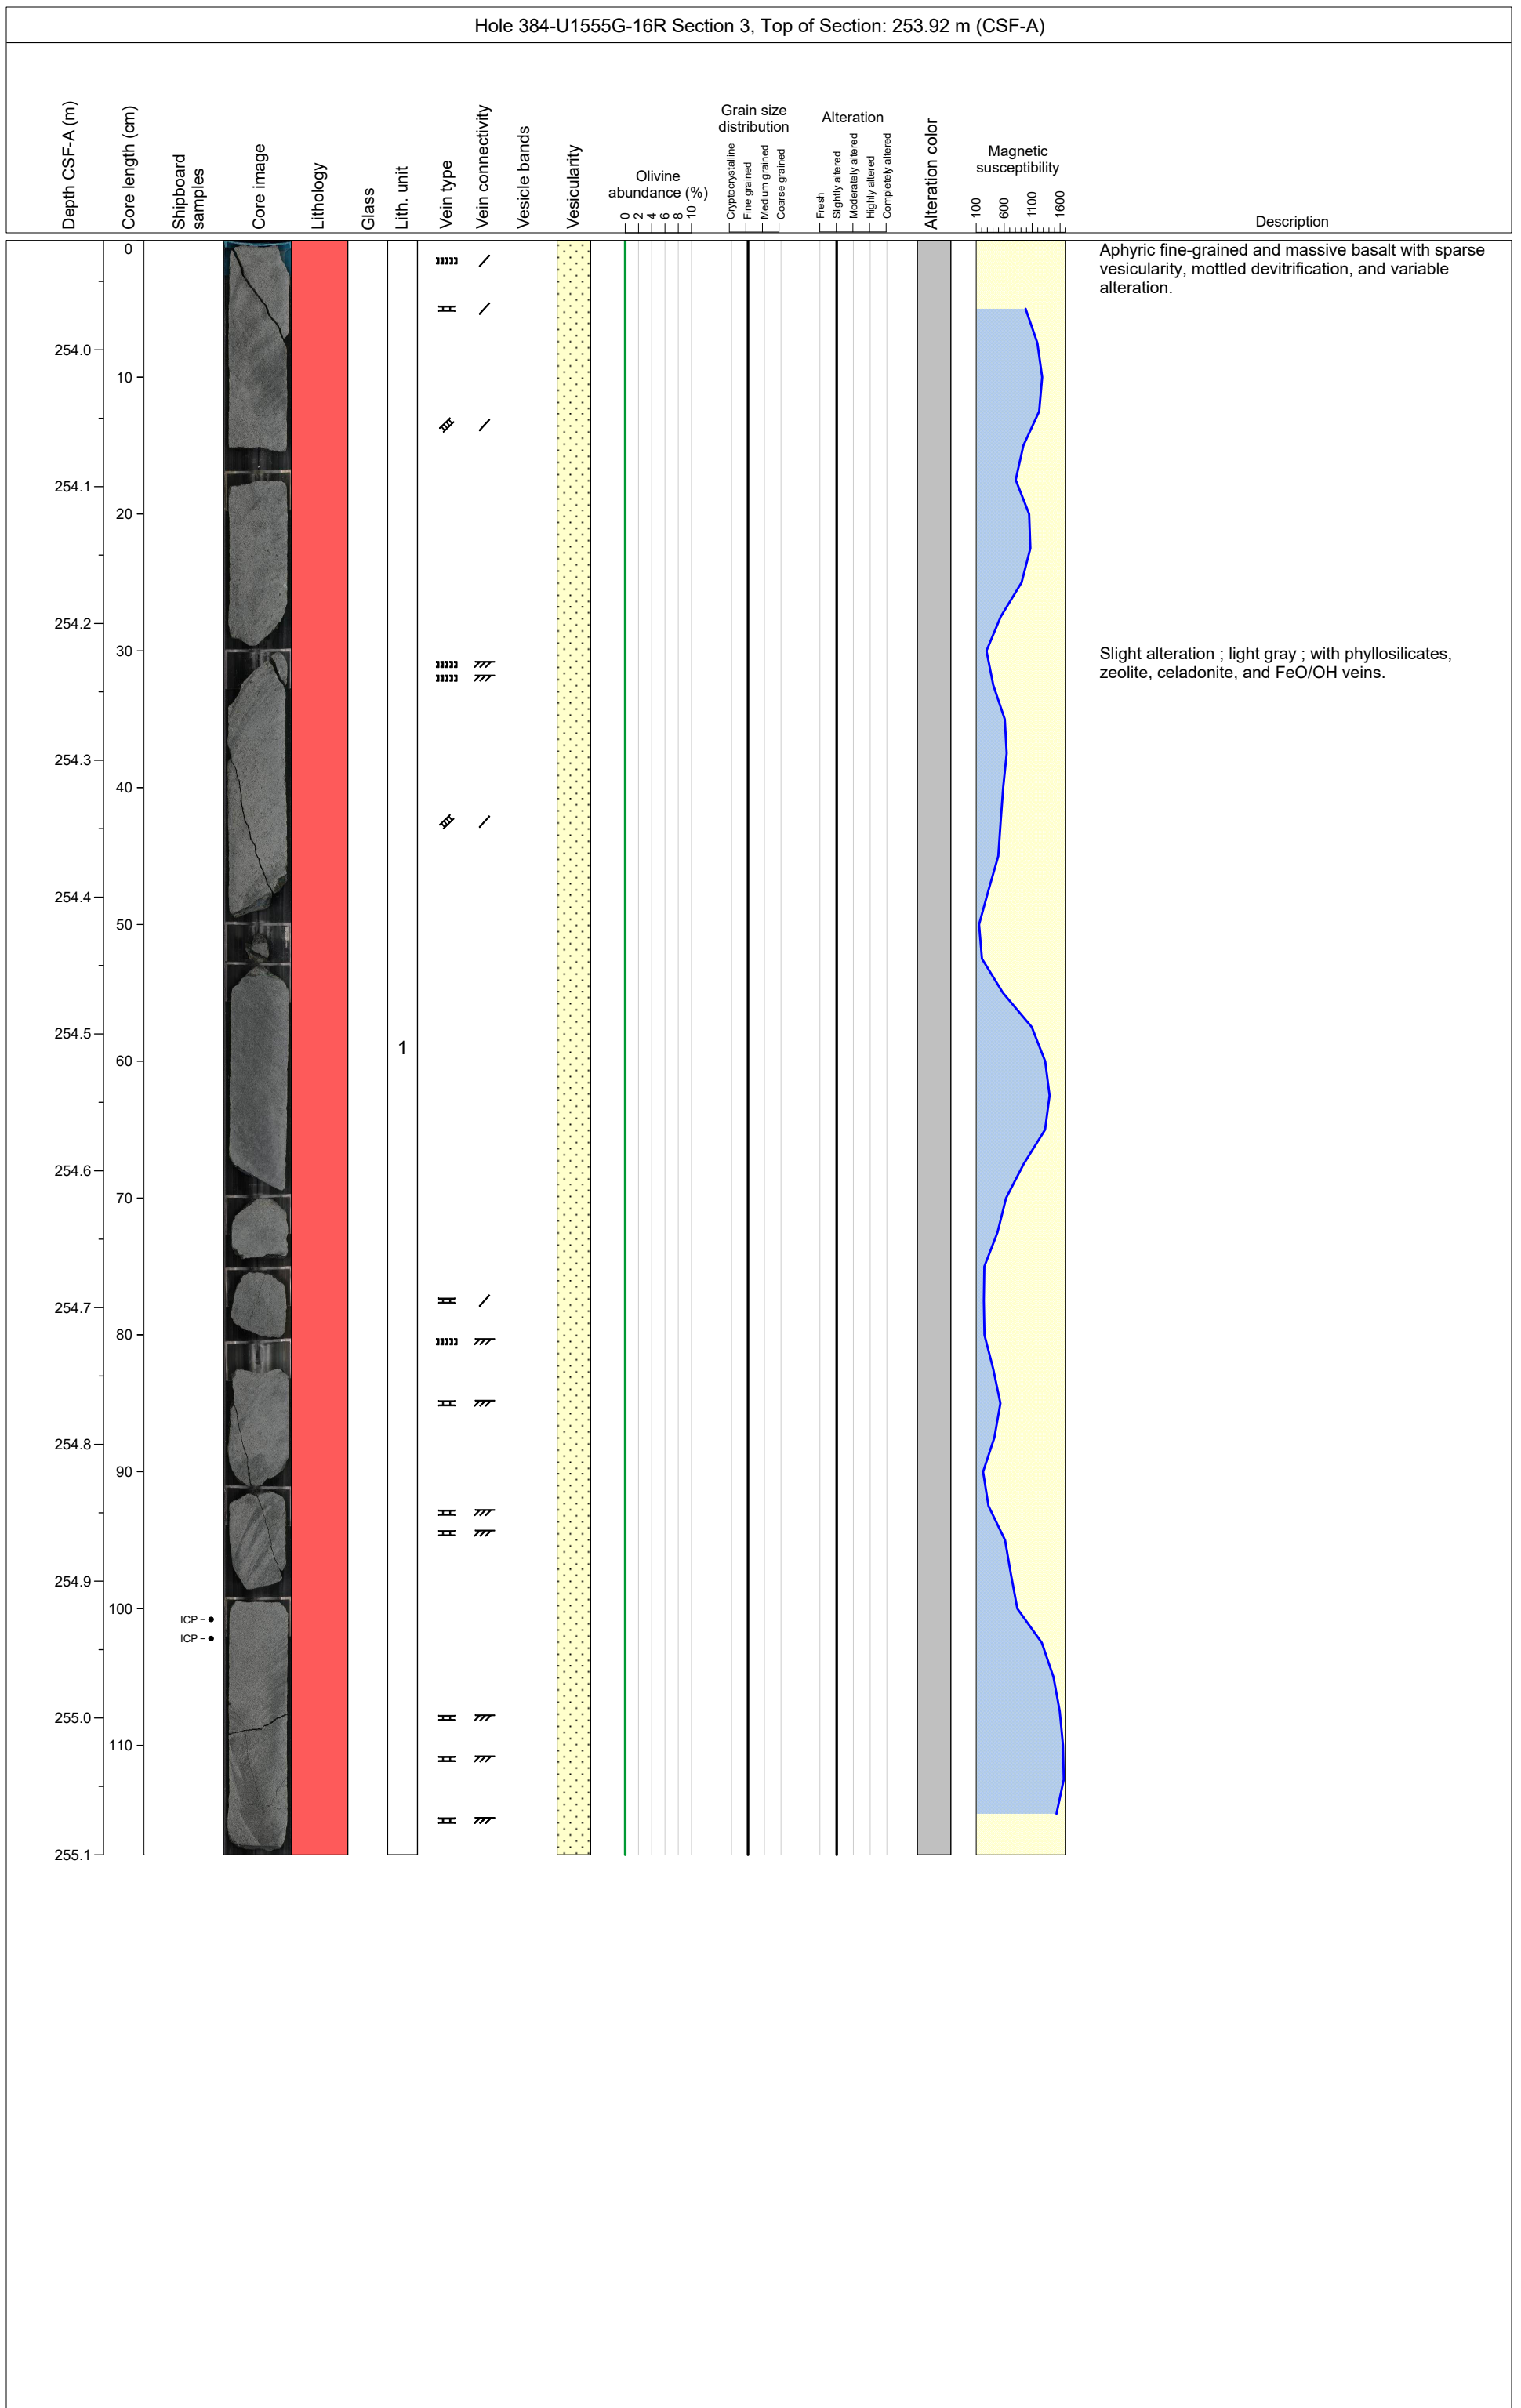 Hole 384-U1555G-16R Section 3, Top of Section: 253.92 m (CSF-A)
Depth CSF-A (m)
Core length (cm)
Shipboard
samples
Core image
Lithology
Glass
Lith. unit
Vein type
Vein connectivity
Vesicle bands
Vesicularity
Olivine
abundance (%)
0 2 4 6 8 10
Grain size
distribution
Cryptocrystalline
Fine grained
Medium grained
Coarse grained
Alteration
Fresh
Slightly altered
Moderately altered
Highly altered
Completely altered
Alteration color
Magnetic
susceptibility
100 600 1100 1600
Description
0
Aphyric fine-grained and massive basalt with sparse
vesicularity, mottled devitrification, and variable
alteration.
254.0
10
254.1
20
254.2
30
Slight alteration ; light gray ; with phyllosilicates,
zeolite, celadonite, and FeO/OH veins.
254.3
40
254.4
50
254.5
1
60
254.6
70
254.7
80
254.8
90
254.9
100
ICP
ICP
255.0
110
255.1